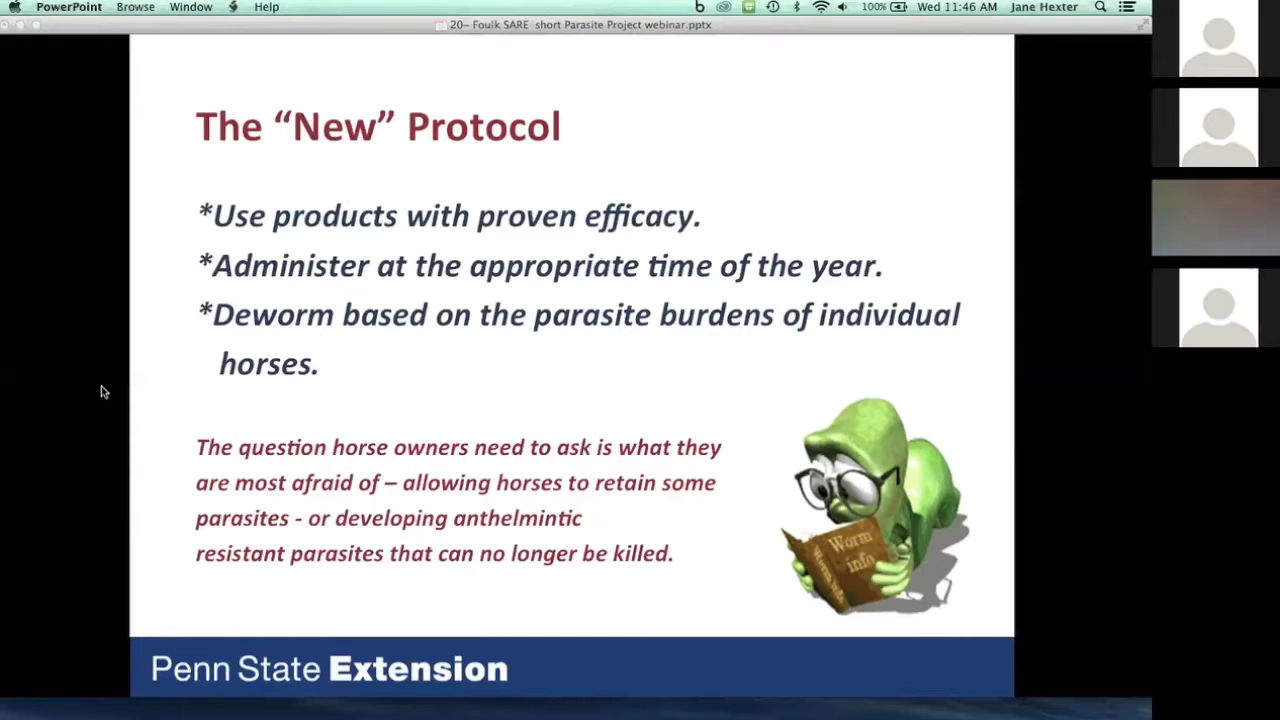 PowerPoint Browse Window Help 100% Wed 11:46 AM Jane Hexter
20– Foulk SARE short Parasite Project webinar.pptx
The “New” Protocol
*Use products with proven efficacy.
*Administer at the appropriate time of the year.
*Deworm based on the parasite burdens of individual
horses.
The question horse owners need to ask is what they
are most afraid of – allowing horses to retain some
parasites - or developing anthelmintic
resistant parasites that can no longer be killed.
Worm
info
Penn State Extension